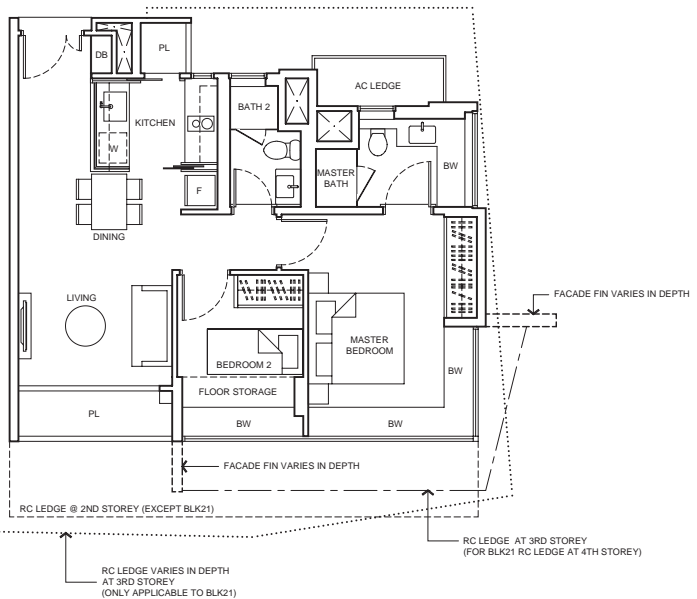 DB
PL
AC LEDGE
BATH 2
KITCHEN
W
MASTER
BATH
BW
F
DINING
LIVING
FACADE FIN VARIES IN DEPTH
MASTER
BEDROOM
BEDROOM 2
BW
FLOOR STORAGE
PL
BW
BW
FACADE FIN VARIES IN DEPTH
RC LEDGE @ 2ND STOREY (EXCEPT BLK21)
RC LEDGE AT 3RD STOREY
(FOR BLK21 RC LEDGE AT 4TH STOREY)
RC LEDGE VARIES IN DEPTH
AT 3RD STOREY
(ONLY APPLICABLE TO BLK21)